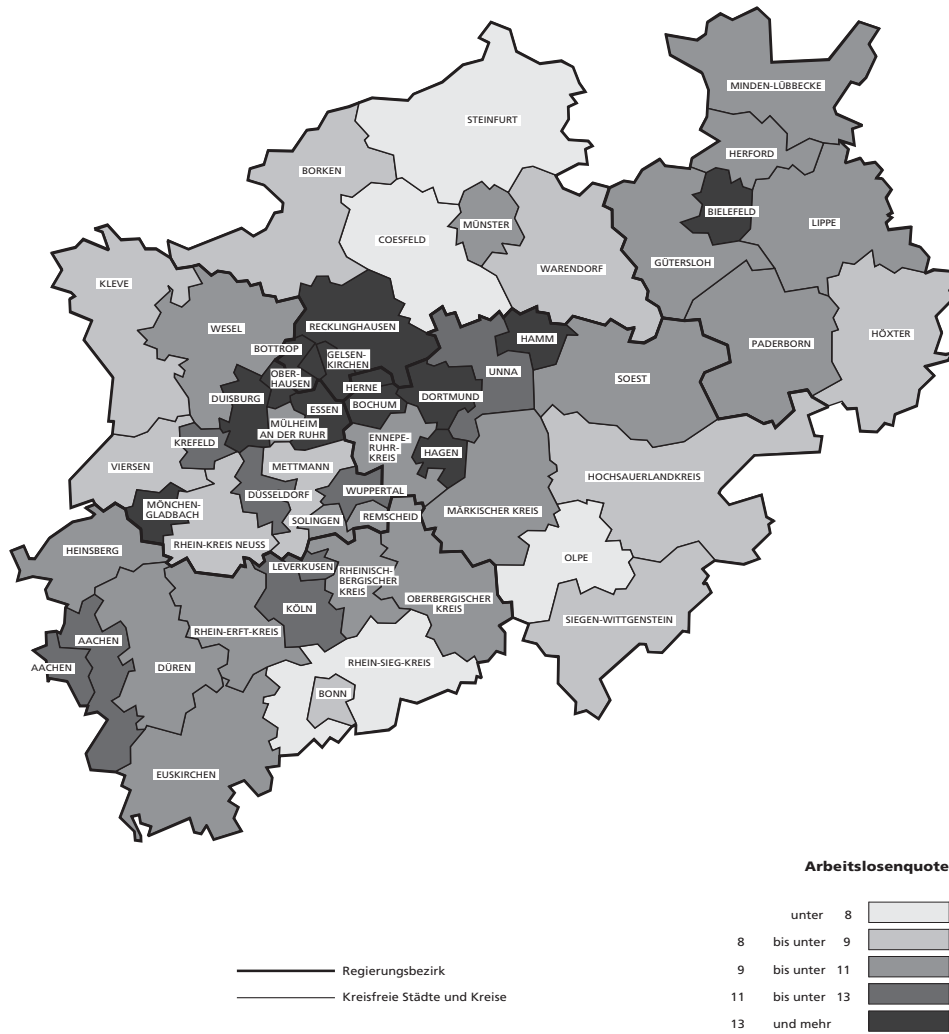 MINDEN-LÜBBECKE
STEINFURT
HERFORD
BORKEN
BIELEFELD
LIPPE
MÜNSTER
COESFELD
GÜTERSLOH
WARENDORF
KLEVE
RECKLINGHAUSEN
WESEL
HÖXTER
HAMM
PADERBORN
BOTTROP
GELSEN-
KIRCHEN
UNNA
SOEST
OBER-
HAUSEN
HERNE
DORTMUND
DUISBURG
BOCHUM
ESSEN
MÜLHEIM
AN DER RUHR
ENNEPE-
RUHR-
KREIS
KREFELD
HAGEN
VIERSEN
METTMANN
HOCHSAUERLANDKREIS
WUPPERTAL
DÜSSELDORF
MÖNCHEN-
GLADBACH
MÄRKISCHER KREIS
REMSCHEID
SOLINGEN
RHEIN-KREIS NEUSS
HEINSBERG
OLPE
LEVERKUSEN
RHEINISCH-
BERGISCHER
KREIS
OBERBERGISCHER
KREIS
KÖLN
SIEGEN-WITTGENSTEIN
RHEIN-ERFT-KREIS
AACHEN
RHEIN-SIEG-KREIS
AACHEN
DÜREN
BONN
EUSKIRCHEN
Arbeitslosenquote
unter 8
8 bis unter 9
9 bis unter 11
11 bis unter 13
13 und mehr
Regierungsbezirk
Kreisfreie Städte und Kreise